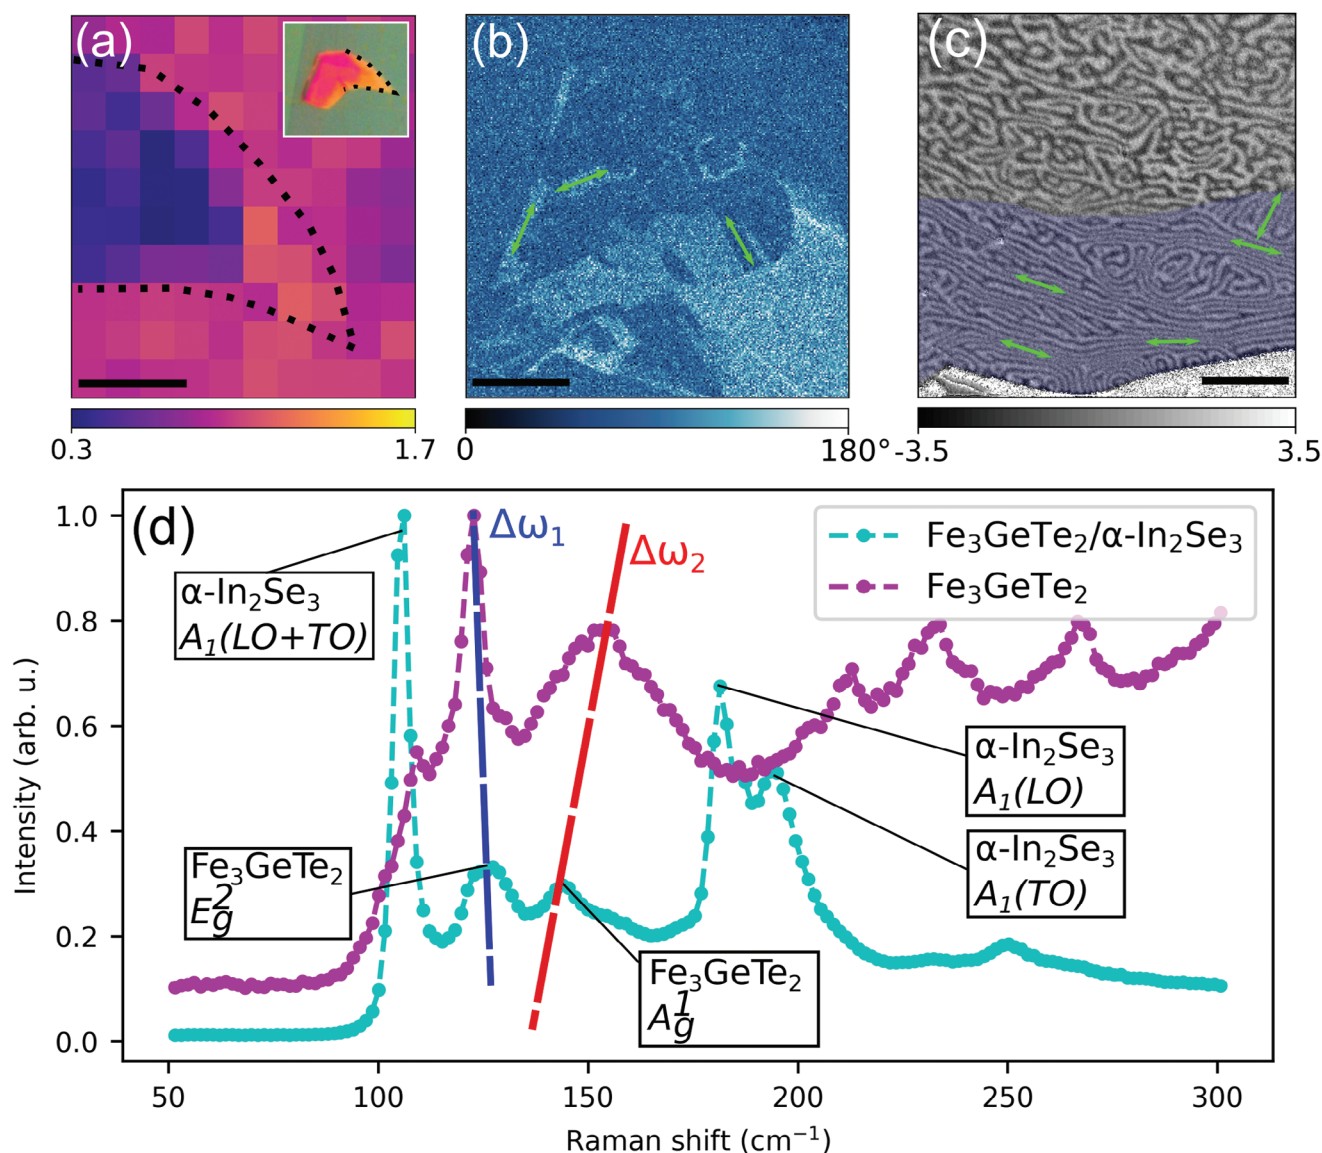 (a)
(b)
(c)
0.3
1.7
0
180°
-3.5
3.5
(d)
Δω₁
Δω₂
Fe₃GeTe₂/α-In₂Se₃
Fe₃GeTe₂
α-In₂Se₃
A₁(LO+TO)
α-In₂Se₃
A₁(LO)
α-In₂Se₃
A₁(TO)
Fe₃GeTe₂
E²g
Fe₃GeTe₂
A¹g
Intensity (arb. u.)
1.0
0.8
0.6
0.4
0.2
0.0
50
100
150
200
250
300
Raman shift (cm⁻¹)